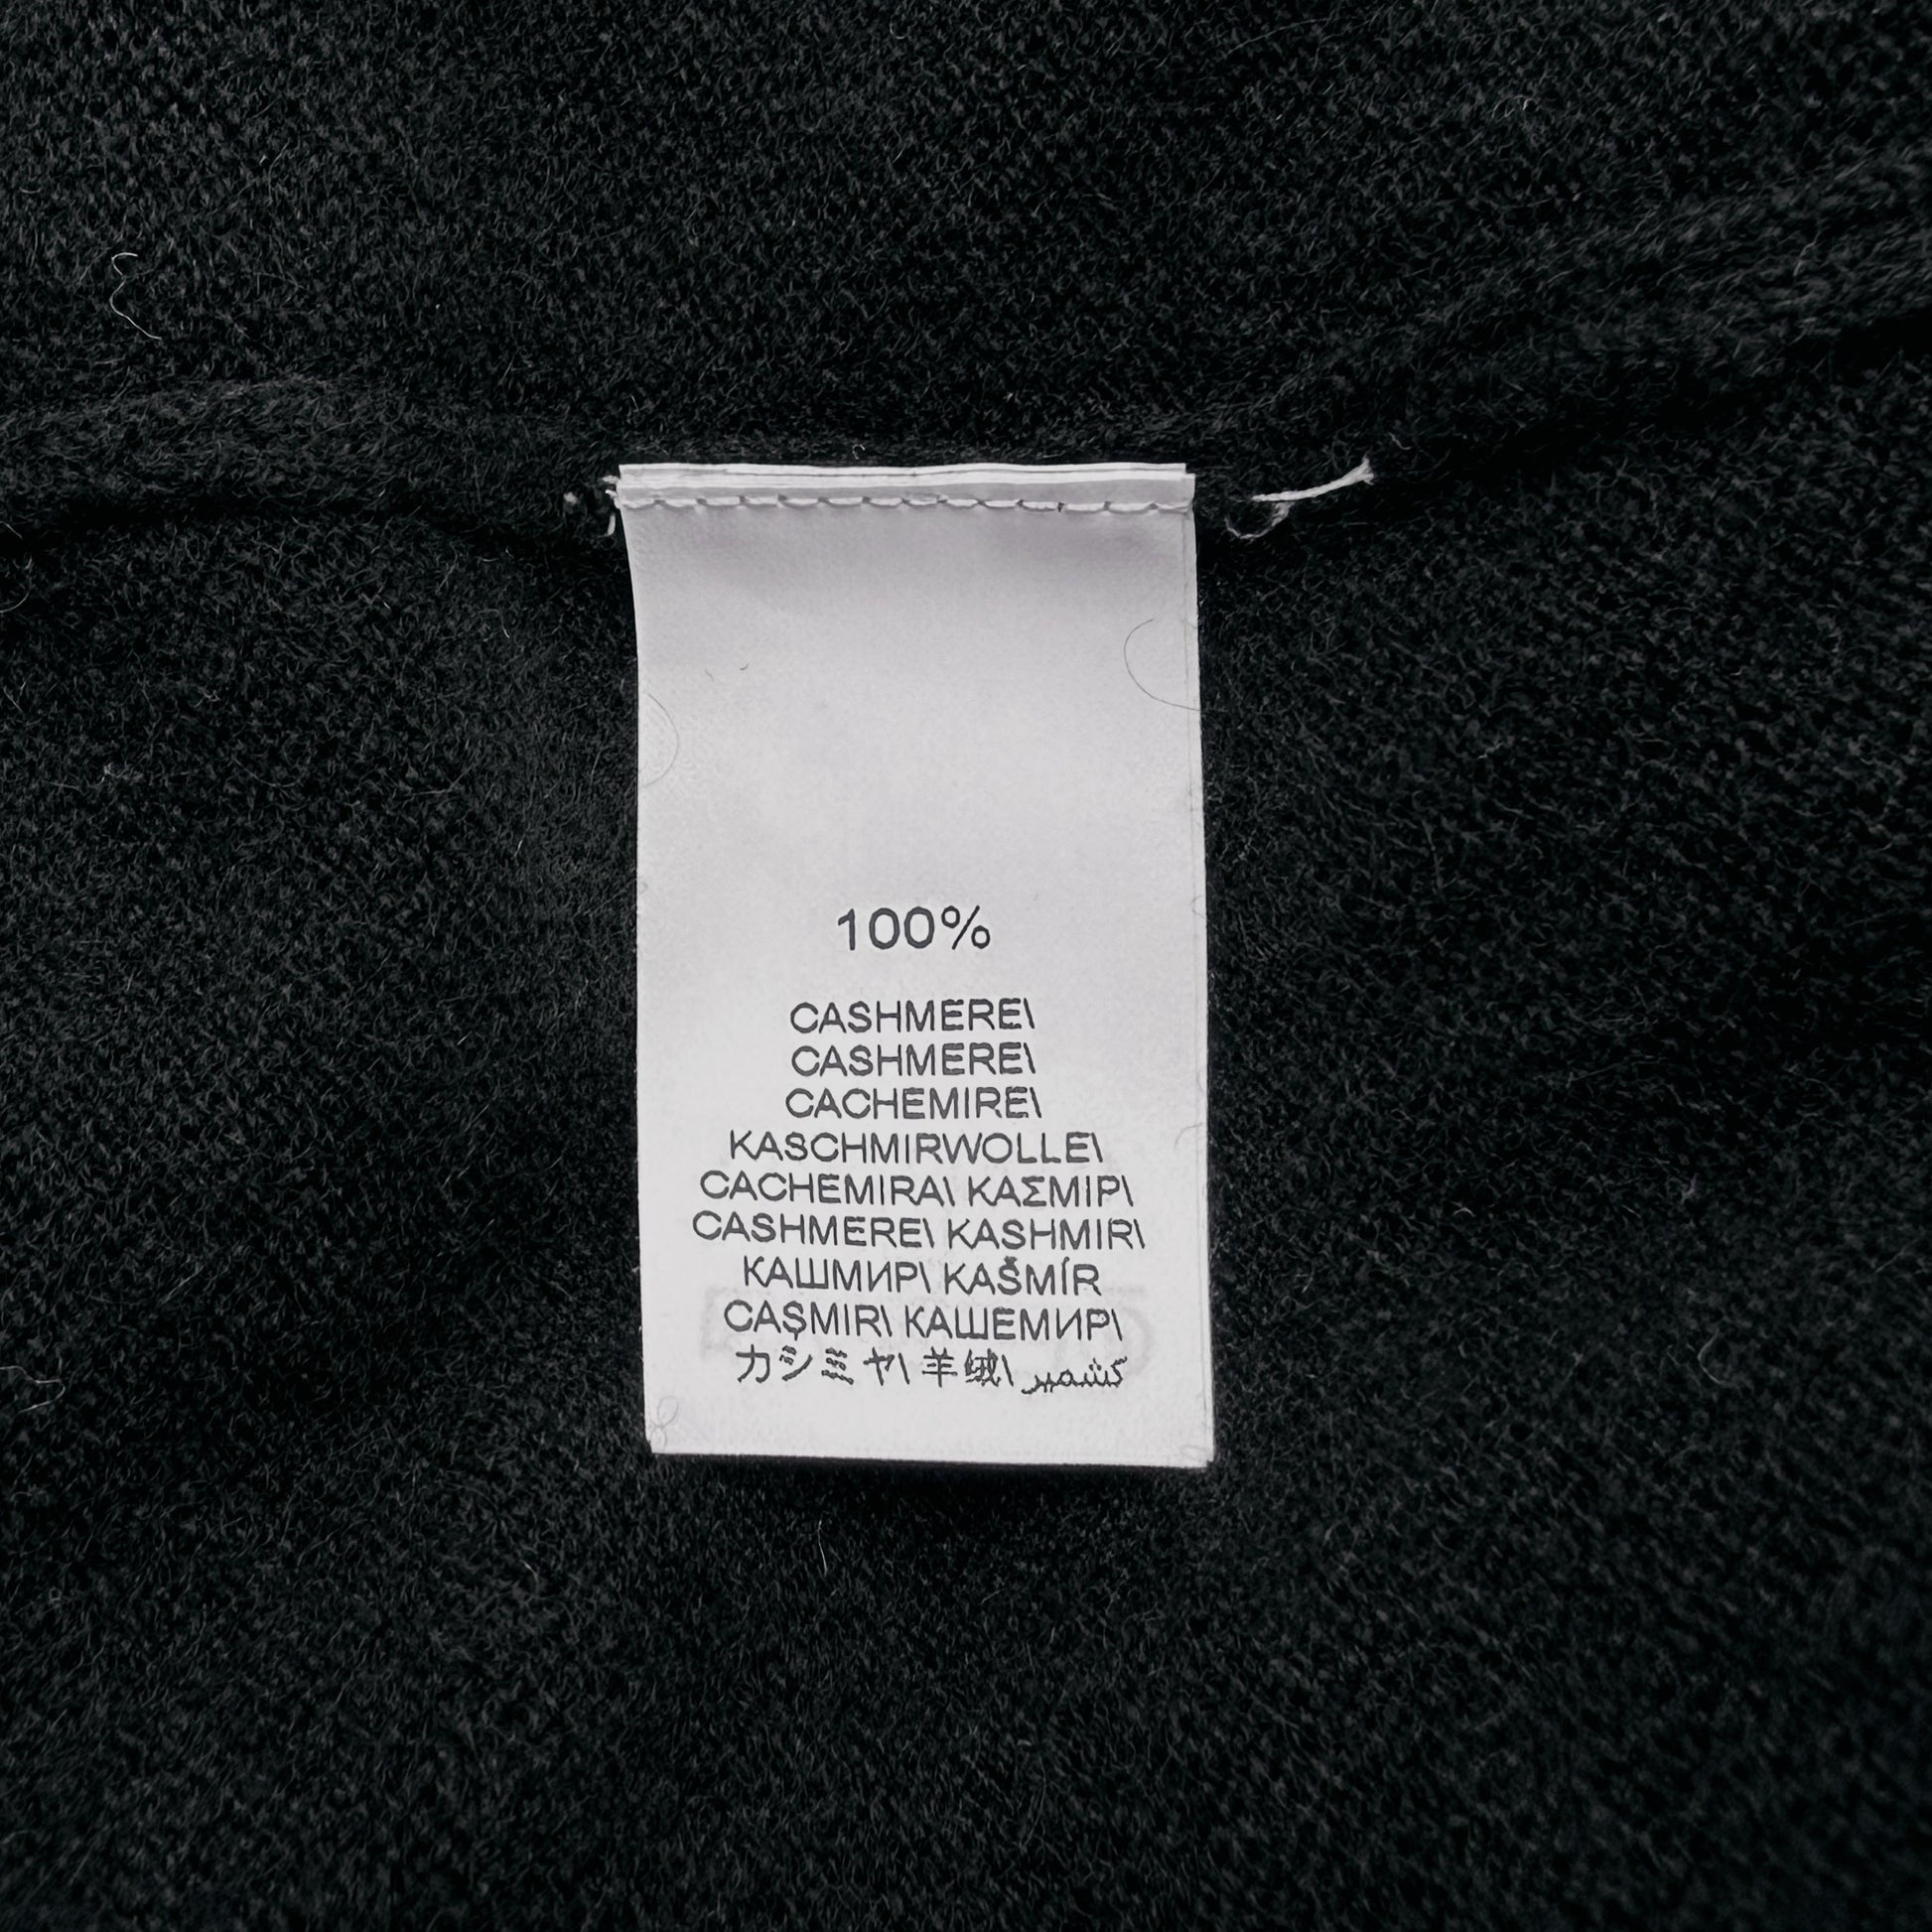 100%
CASHMERE\
CASHMERE\
CACHEMIRE\
KASCHMIRWOLLE\
CACHEMIRA\ ΚΑΣΜΙΡ\
CASHMERE\ KASHMIR\
КАШМИР\ KAŠMÍR
CAȘMIR\ КАШЕМИР\
カシミヤ\ 羊绒\ كشمير